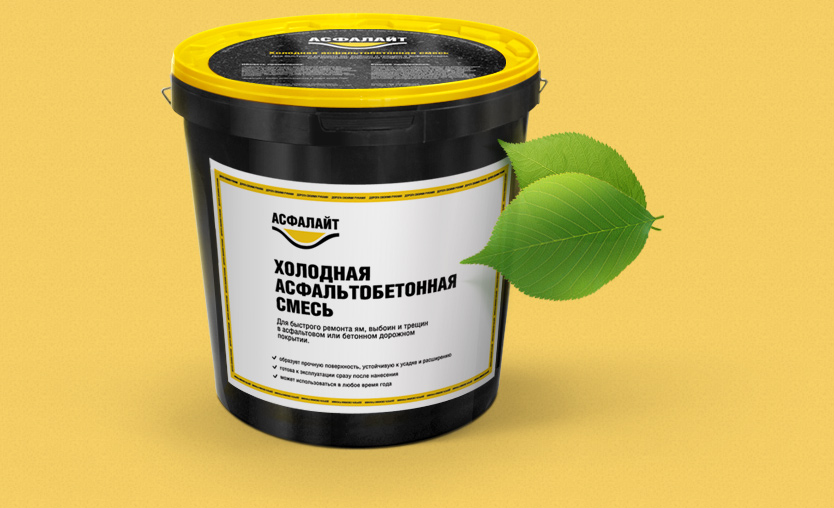 АСФАЛАЙТ
ХОЛОДНАЯ АСФАЛЬТОБЕТОННАЯ СМЕСЬ
АСФАЛАЙТ
ХОЛОДНАЯ
АСФАЛЬТОБЕТОННАЯ
СМЕСЬ
Для быстрого ремонта ям, выбоин и трещин
в асфальтовом или бетонном дорожном
покрытии.
образует прочную поверхность, устойчивую к усадке и расширению
готова к эксплуатации сразу после нанесения
может использоваться в любое время года